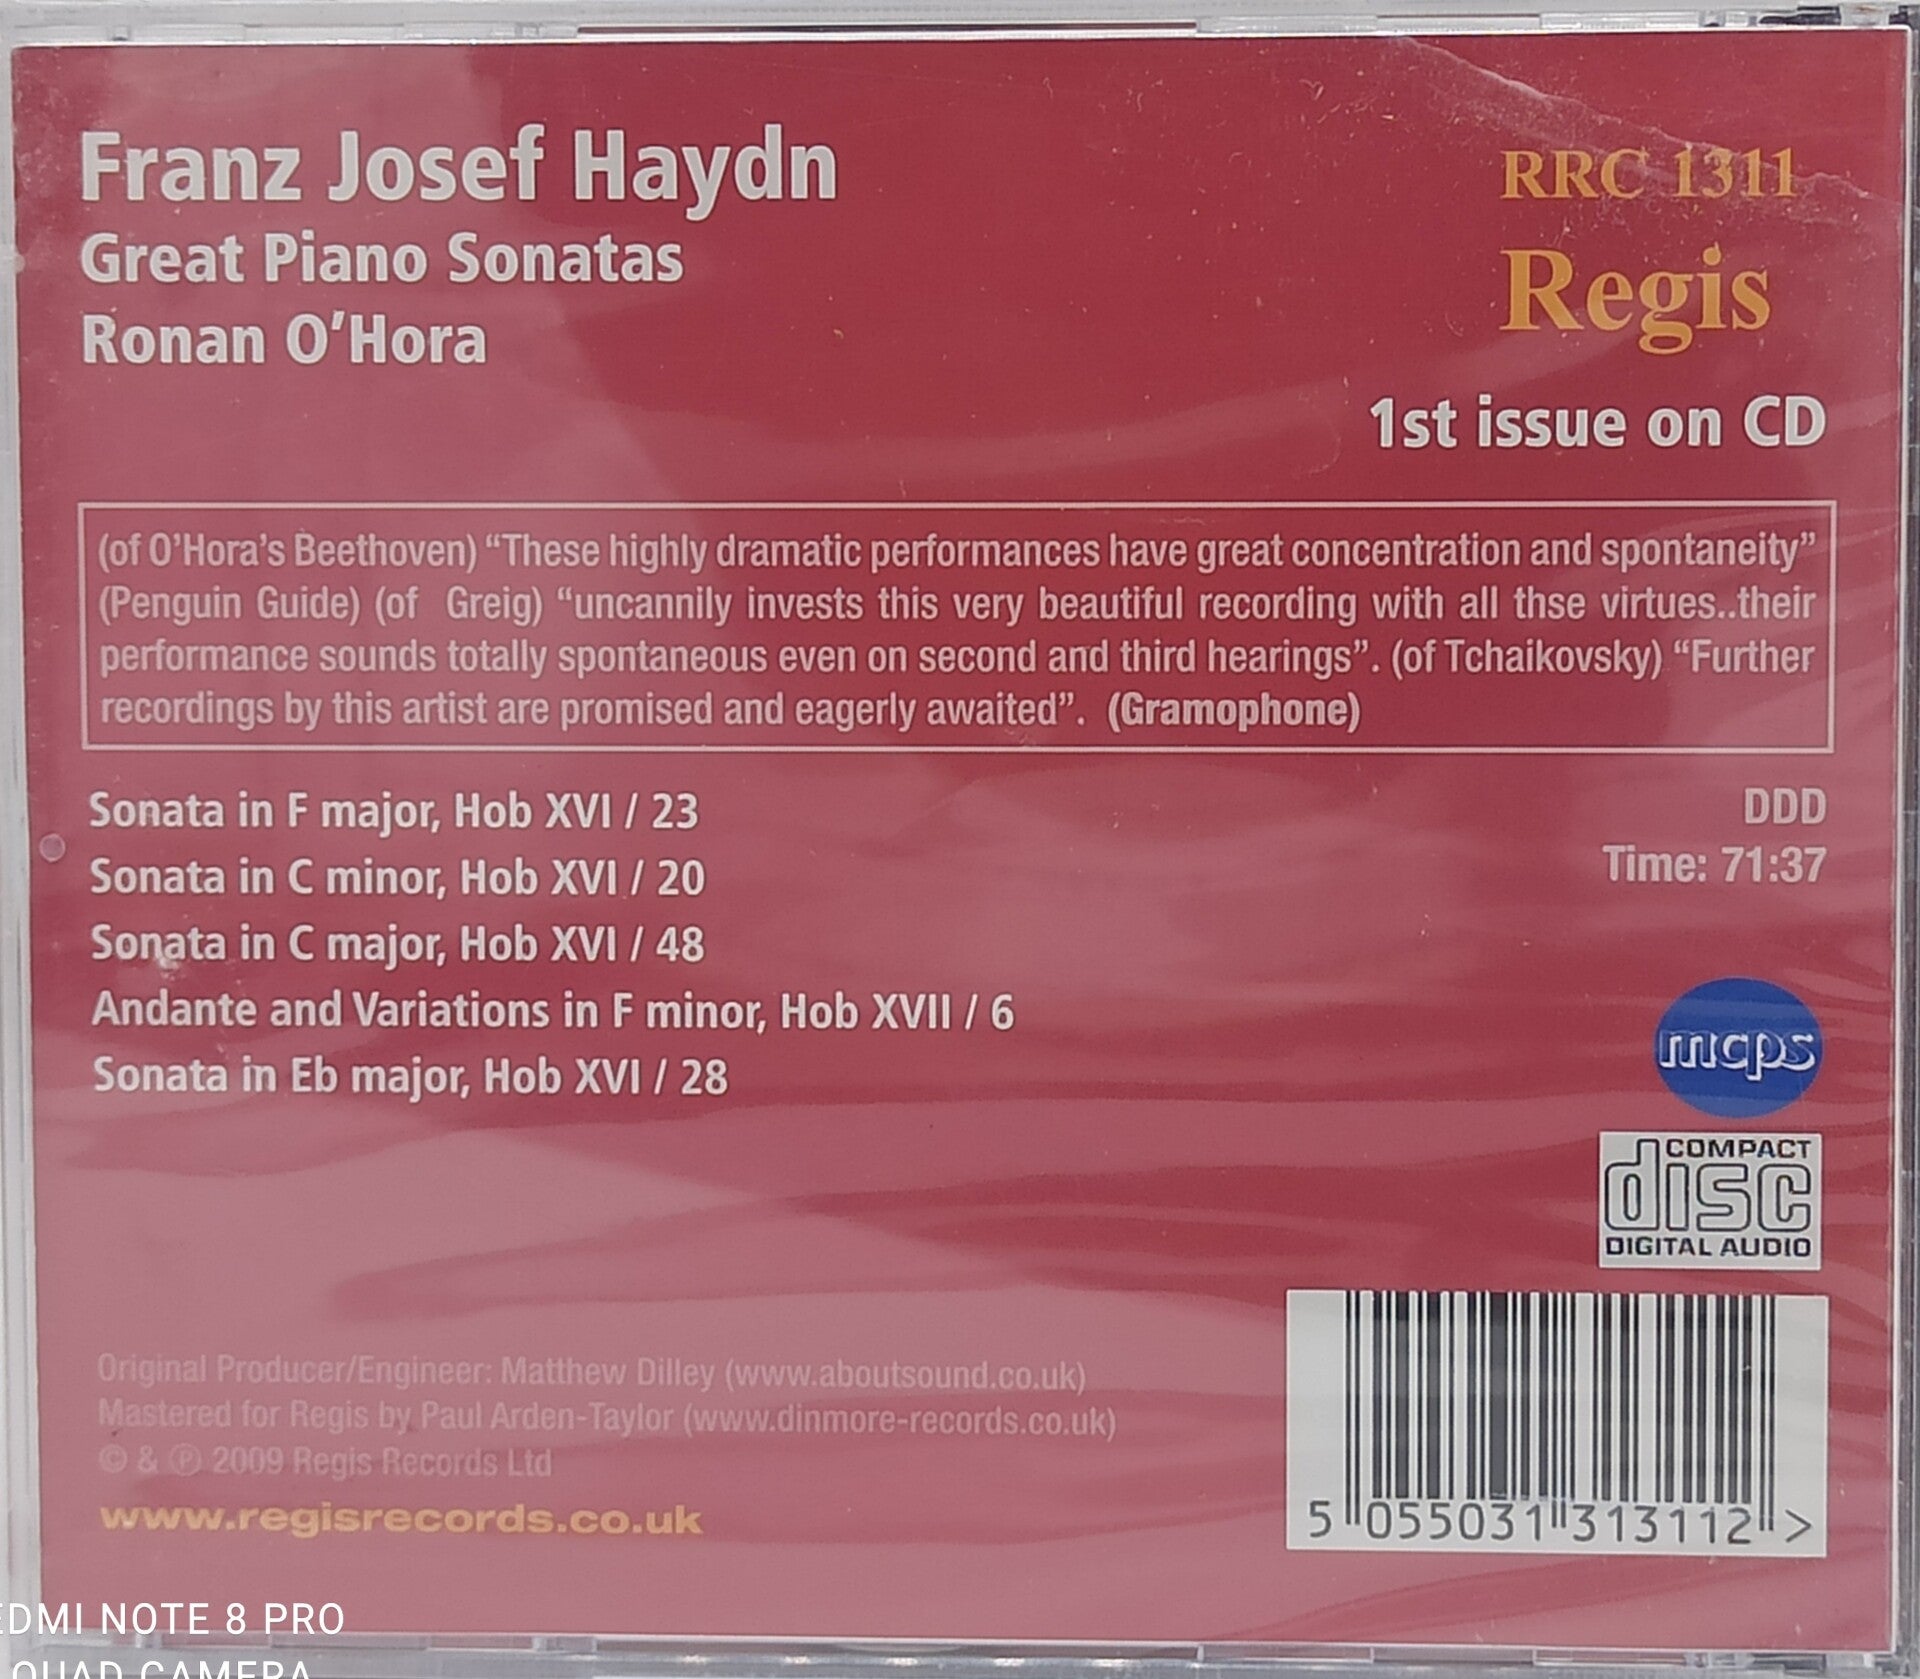 Franz Josef Haydn
Great Piano Sonatas
Ronan O'Hora
RRC 1311
Regis
1st issue on CD
(of O'Hora's Beethoven) “These highly dramatic performances have great concentration and spontaneity”
(Penguin Guide) (of Greig) “uncannily invests this very beautiful recording with all thse virtues..their
performance sounds totally spontaneous even on second and third hearings”. (of Tchaikovsky) “Further
recordings by this artist are promised and eagerly awaited”. (Gramophone)
Sonata in F major, Hob XVI / 23
Sonata in C minor, Hob XVI / 20
Sonata in C major, Hob XVI / 48
Andante and Variations in F minor, Hob XVII / 6
Sonata in Eb major, Hob XVI / 28
DDD
Time: 71:37
mcps
COMPACT
disc
DIGITAL AUDIO
Original Producer/Engineer: Matthew Dilley (www.aboutsound.co.uk)
Mastered for Regis by Paul Arden-Taylor (www.dinmore-records.co.uk)
© & ℗ 2009 Regis Records Ltd
www.regisrecords.co.uk
5 055031 313112 >
EDMI NOTE 8 PRO
QUAD CAMERA